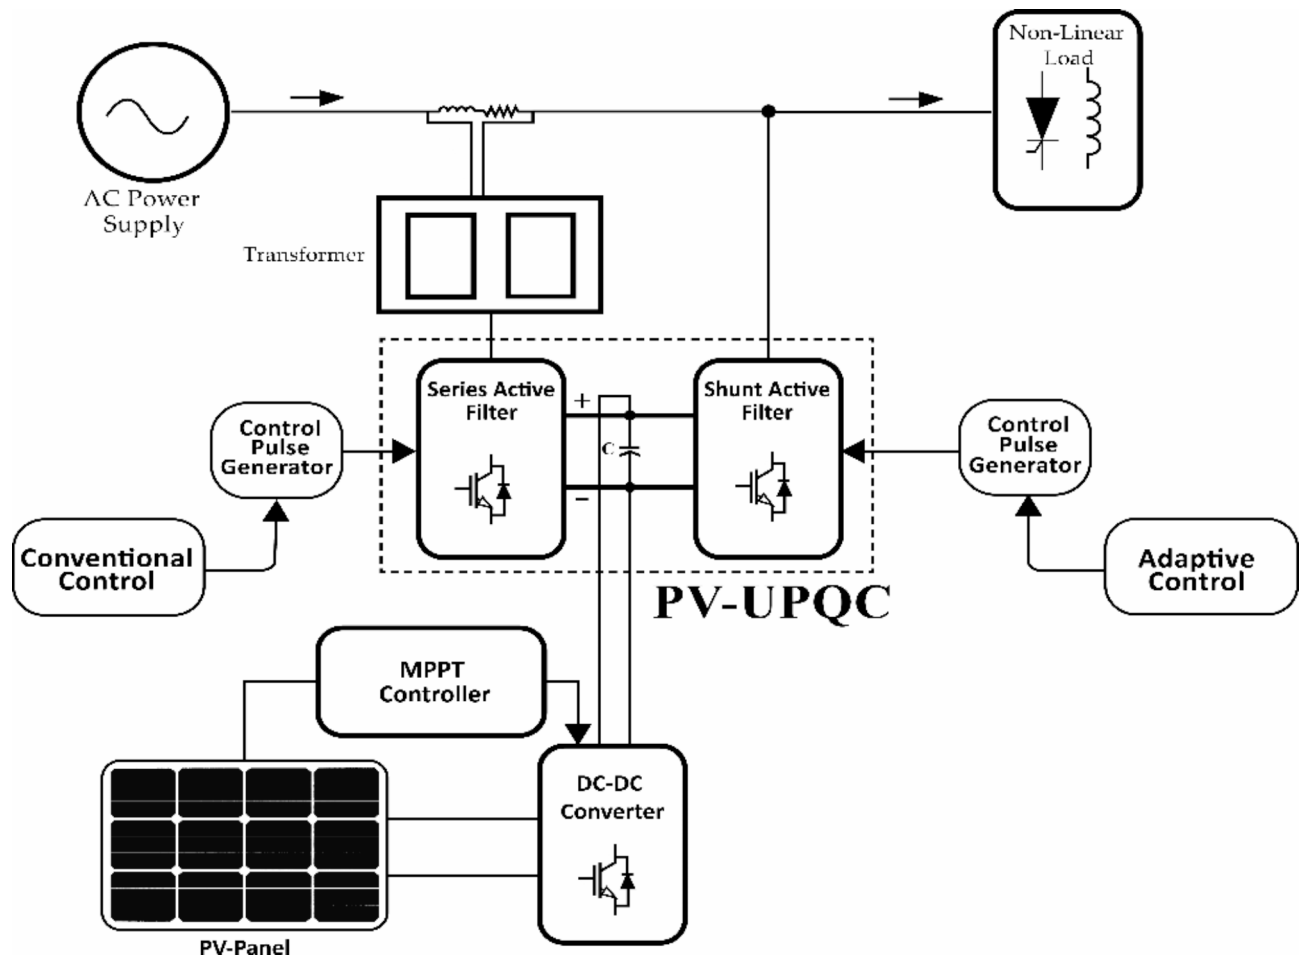 Non-Linear
Load
AC Power
Supply
Transformer
Series Active
Filter
+
C
−
Shunt Active
Filter
Control
Pulse
Generator
Control
Pulse
Generator
Conventional
Control
Adaptive
Control
PV-UPQC
MPPT
Controller
DC-DC
Converter
PV-Panel